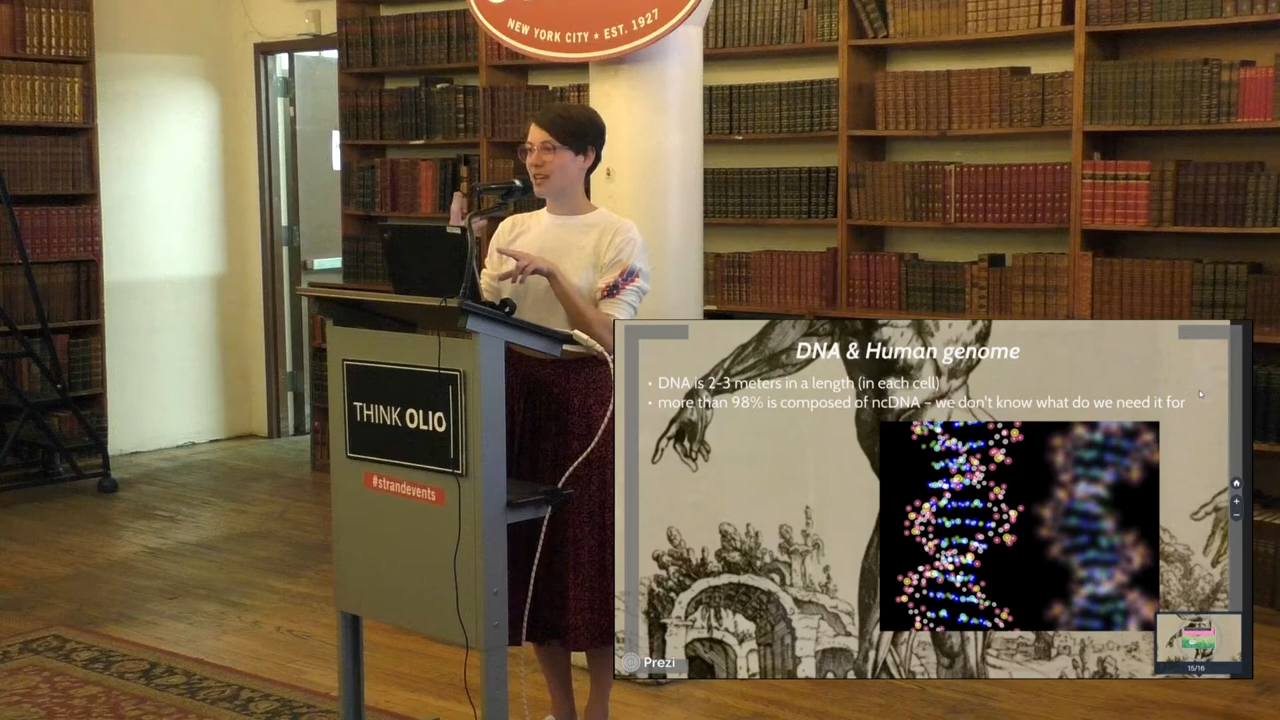 NEW YORK CITY ★ EST. 1927
THINK OLIO
#strandevents
DNA & Human genome
• DNA is 2-3 meters in a length (in each cell)
• more than 98% is composed of ncDNA – we don't know what do we need it for
Prezi
15/16